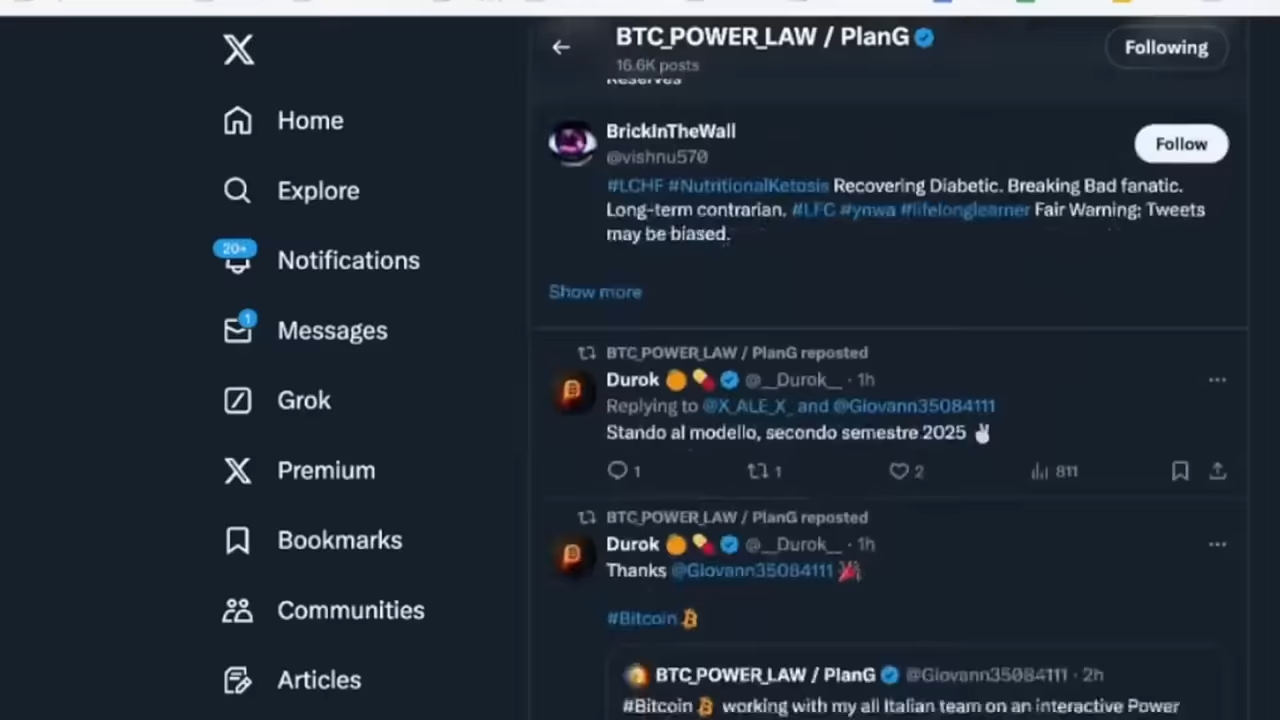 BTC_POWER_LAW / PlanG
16.6K posts
Following
Reserves
Home
Explore
20+
Notifications
1
Messages
Grok
Premium
Bookmarks
Communities
Articles
BrickInTheWall
@vishnu570
Follow
#LCHF #NutritionalKetosis Recovering Diabetic. Breaking Bad fanatic.
Long-term contrarian. #LFC #ynwa #lifelonglearner Fair Warning: Tweets
may be biased.
Show more
BTC_POWER_LAW / PlanG reposted
Durok @__Durok__ · 1h
Replying to @X_ALE_X_ and @Giovann35084111
Stando al modello, secondo semestre 2025 ✌
1 1 2 811
BTC_POWER_LAW / PlanG reposted
Durok @__Durok__ · 1h
Thanks @Giovann35084111 🎉
#Bitcoin
BTC_POWER_LAW / PlanG @Giovann35084111 · 2h
#Bitcoin working with my all Italian team on an interactive Power